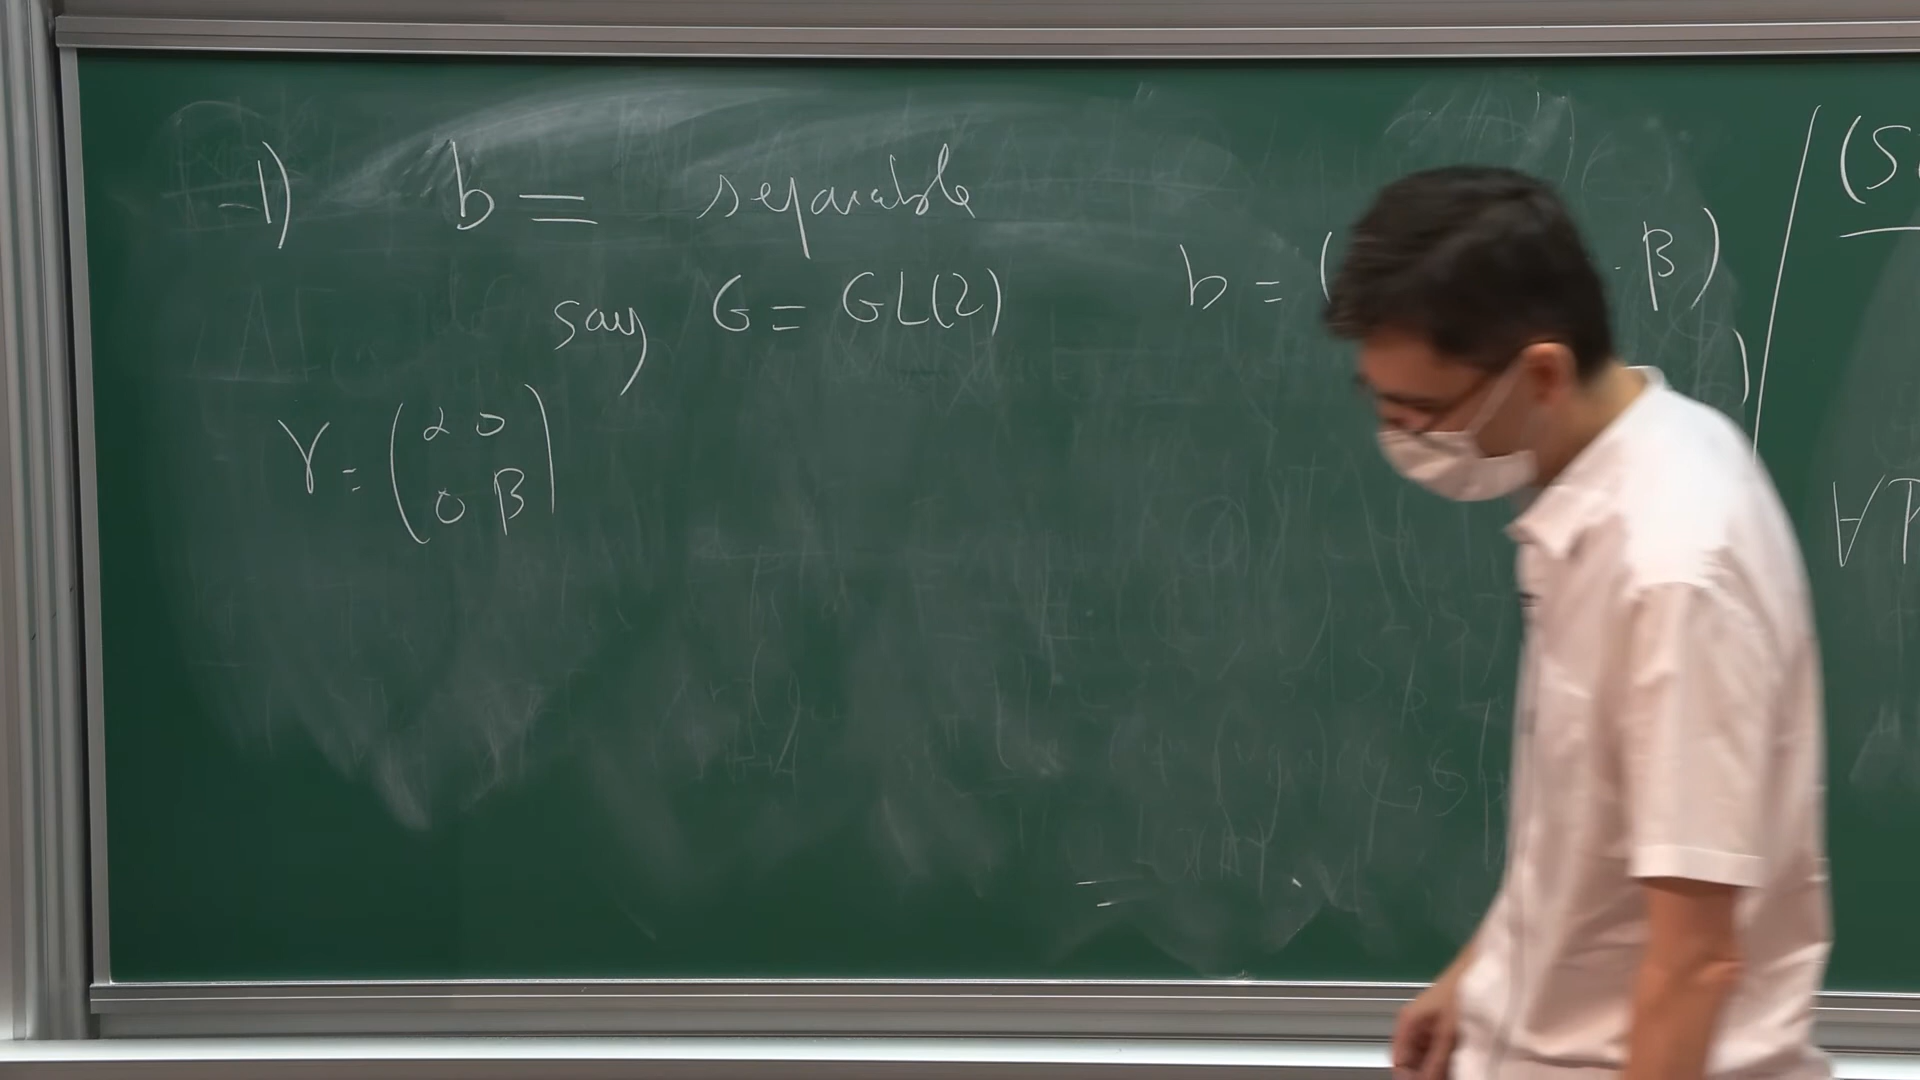 -1) b = separable
say G = GL(2)
b = ( · β )
γ = ( α 0
0 β )
(S
∀P